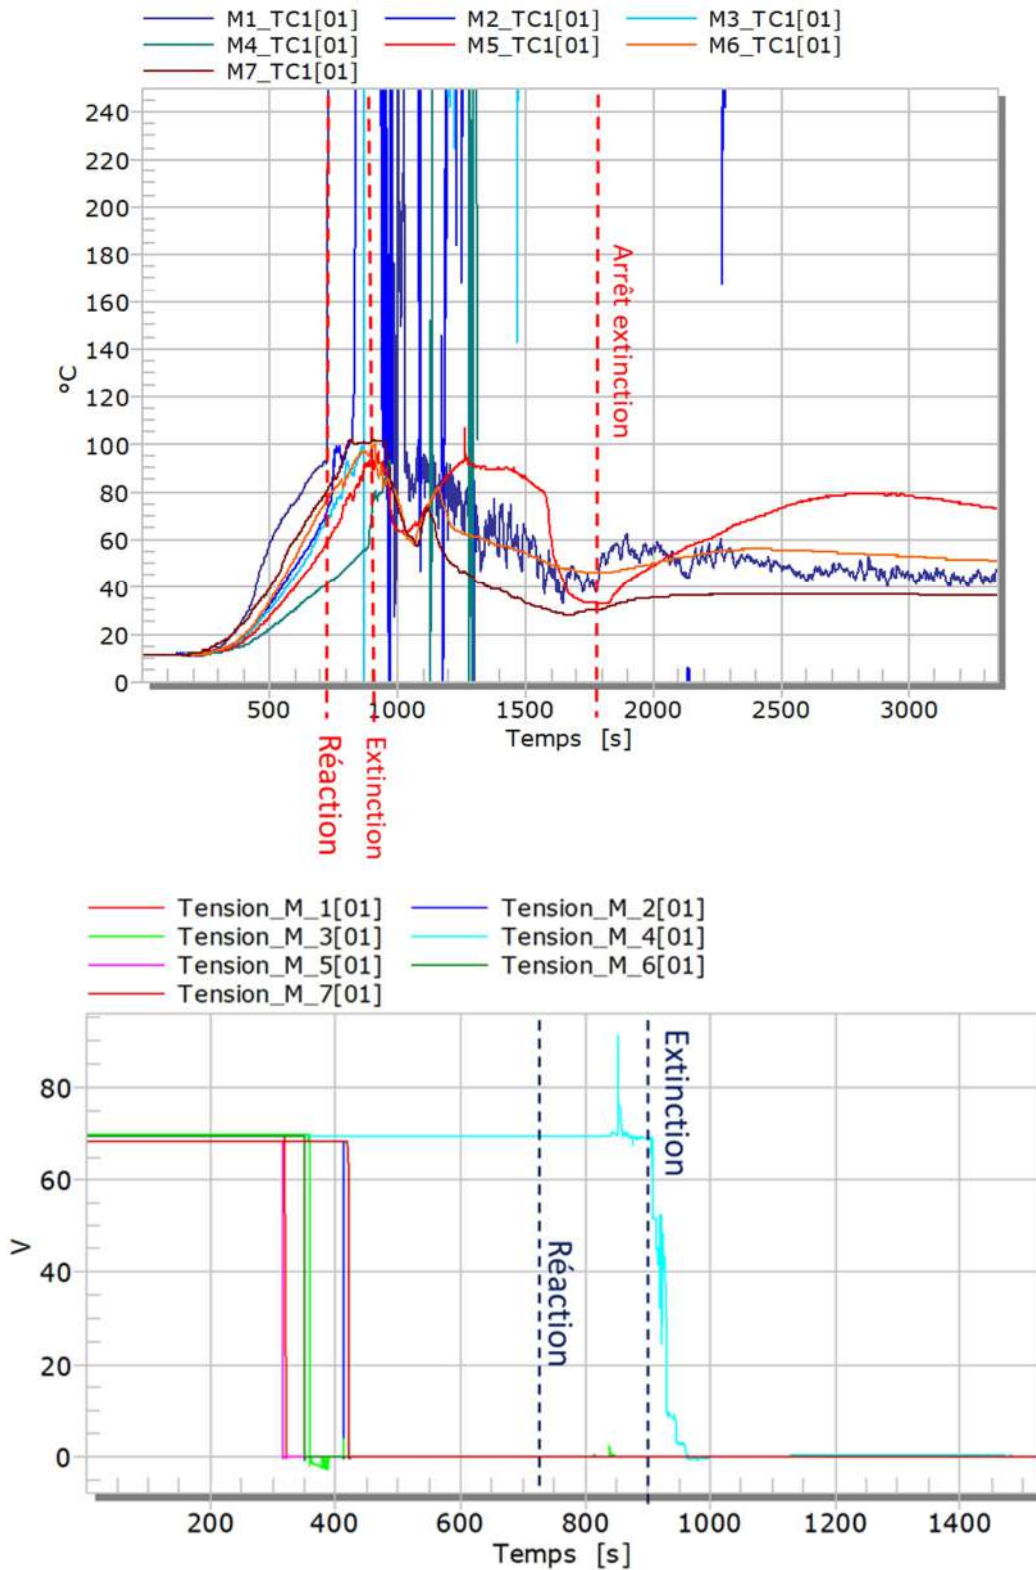 M1_TC1[01] M2_TC1[01] M3_TC1[01]
M4_TC1[01] M5_TC1[01] M6_TC1[01]
M7_TC1[01]
240
220
200
180
160
140
120
100
80
60
40
20
0
°C
500 1000 1500 2000 2500 3000
Temps [s]
Réaction
Extinction
Arrêt extinction
Tension_M_1[01] Tension_M_2[01]
Tension_M_3[01] Tension_M_4[01]
Tension_M_5[01] Tension_M_6[01]
Tension_M_7[01]
80
60
40
20
0
V
200 400 600 800 1000 1200 1400
Temps [s]
Réaction
Extinction